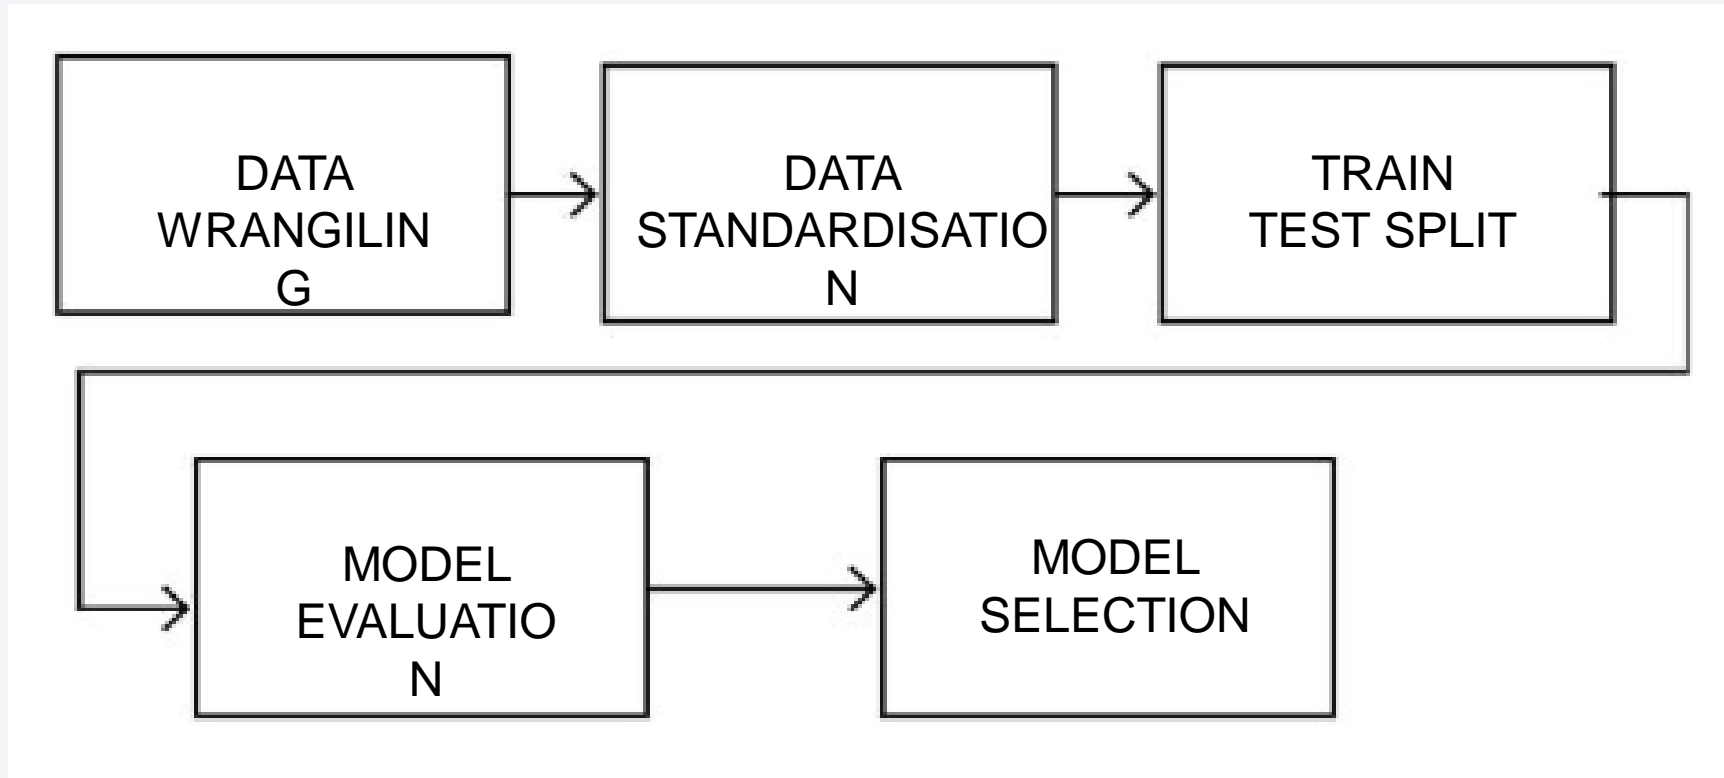 DATA
WRANGILIN
G
DATA
STANDARDISATIO
N
TRAIN
TEST SPLIT
MODEL
EVALUATIO
N
MODEL
SELECTION